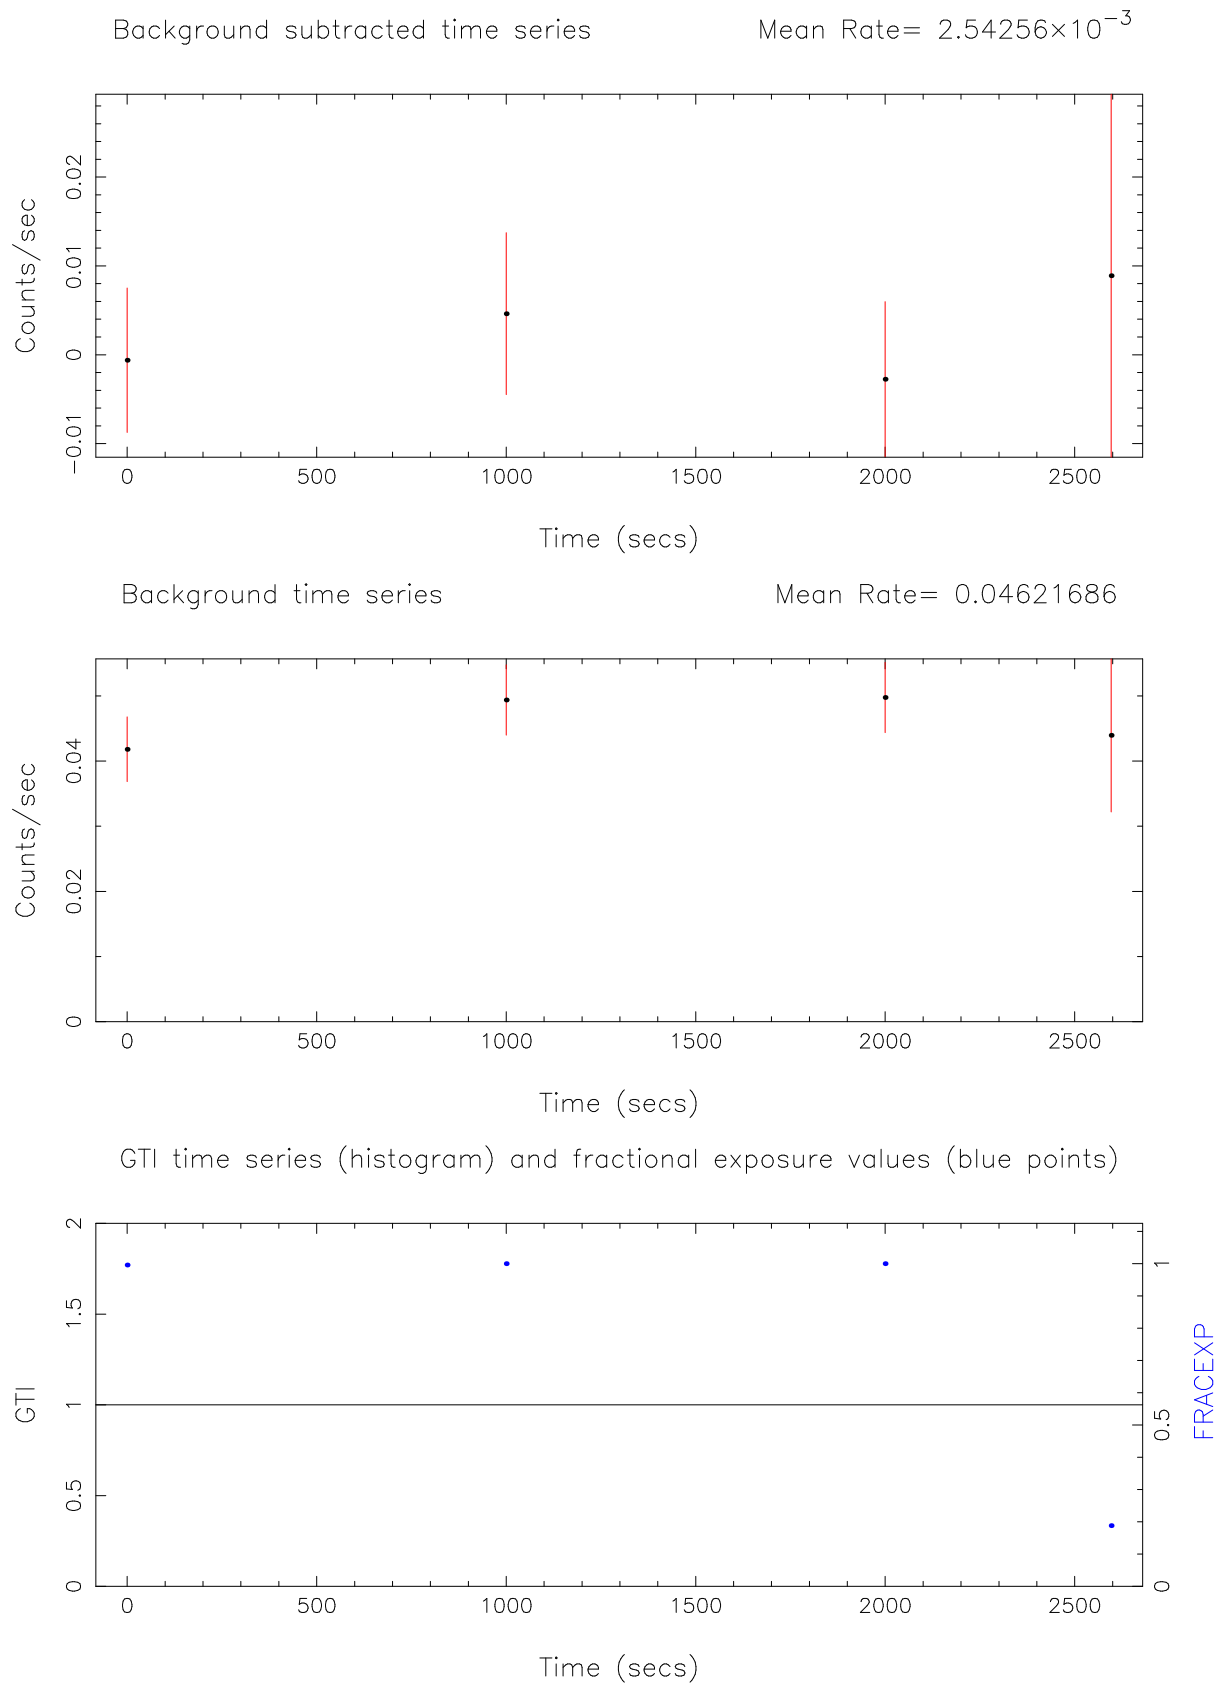 Background subtracted time series Mean Rate= 2.54256×10⁻³
Counts/sec
0.02
0.01
0
−0.01
0 500 1000 1500 2000 2500
Time (secs)
Background time series Mean Rate= 0.04621686
Counts/sec
0.04
0.02
0
0 500 1000 1500 2000 2500
Time (secs)
GTI time series (histogram) and fractional exposure values (blue points)
GTI
2
1.5
1
0.5
0
1
0.5
0
FRACEXP
0 500 1000 1500 2000 2500
Time (secs)